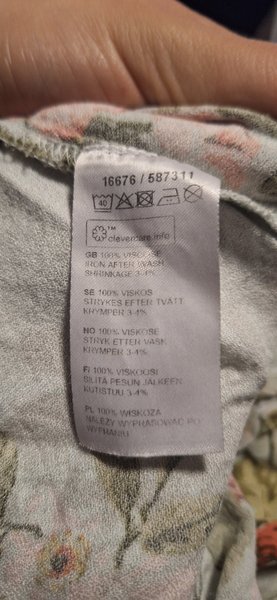 16676 / 587311
40
clevercare.info
GB 100% VISCOSE
IRON AFTER WASH
SHRINKAGE 3-4%
SE 100% VISKOS
STRYKES EFTER TVÄTT
KRYMPER 3-4%
NO 100% VISKOSE
STRYK ETTER VASK
KRYMPER 3-4%
FI 100% VISKOOSI
SILITÄ PESUN JÄLKEEN
KUTISTUU 3-4%
PL 100% WISKOZA
NALEŻY WYPRASOWAĆ PO
WYPRANIU